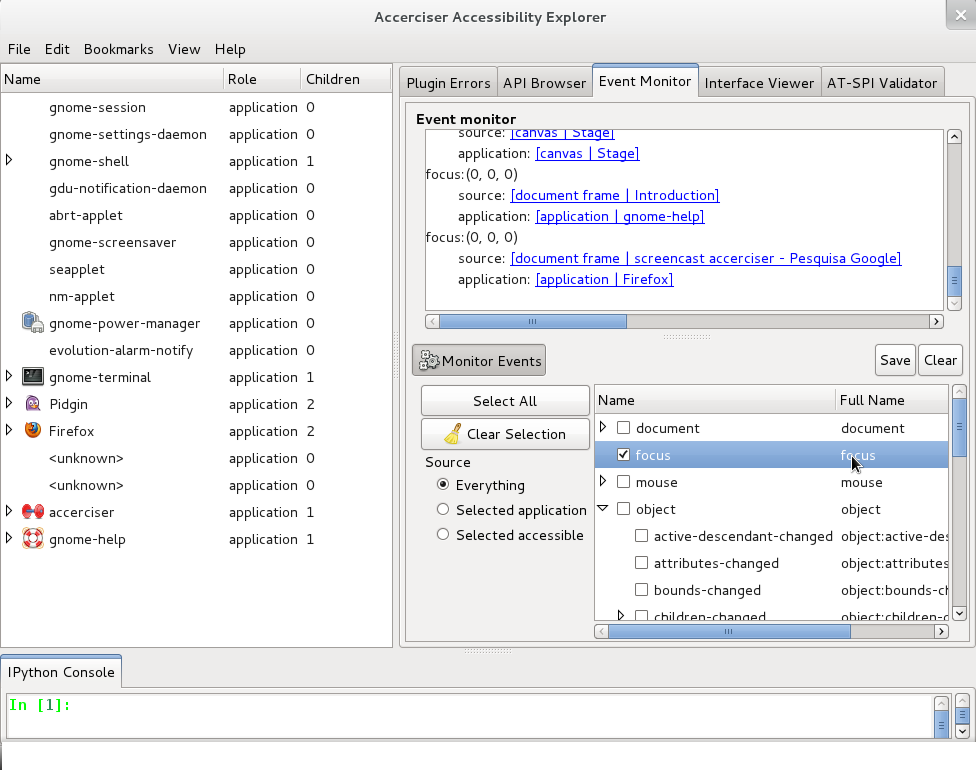 Accerciser Accessibility Explorer
File Edit Bookmarks View Help
Name Role Children
gnome-session application 0
gnome-settings-daemon application 0
gnome-shell application 1
gdu-notification-daemon application 0
abrt-applet application 0
gnome-screensaver application 0
seapplet application 0
nm-applet application 0
gnome-power-manager application 0
evolution-alarm-notify application 0
gnome-terminal application 1
Pidgin application 2
Firefox application 2
<unknown> application 0
<unknown> application 0
accerciser application 1
gnome-help application 1
Plugin Errors API Browser Event Monitor Interface Viewer AT-SPI Validator
Event monitor
source: [canvas | Stage]
application: [canvas | Stage]
focus:(0, 0, 0)
source: [document frame | Introduction]
application: [application | gnome-help]
focus:(0, 0, 0)
source: [document frame | screencast accerciser - Pesquisa Google]
application: [application | Firefox]
Monitor Events Save Clear
Select All
Clear Selection
Source
Everything
Selected application
Selected accessible
Name Full Name
document document
focus focus
mouse mouse
object object
active-descendant-changed object:active-des
attributes-changed object:attributes
bounds-changed object:bounds-ch
children-changed object:children-c
IPython Console
In [1]: